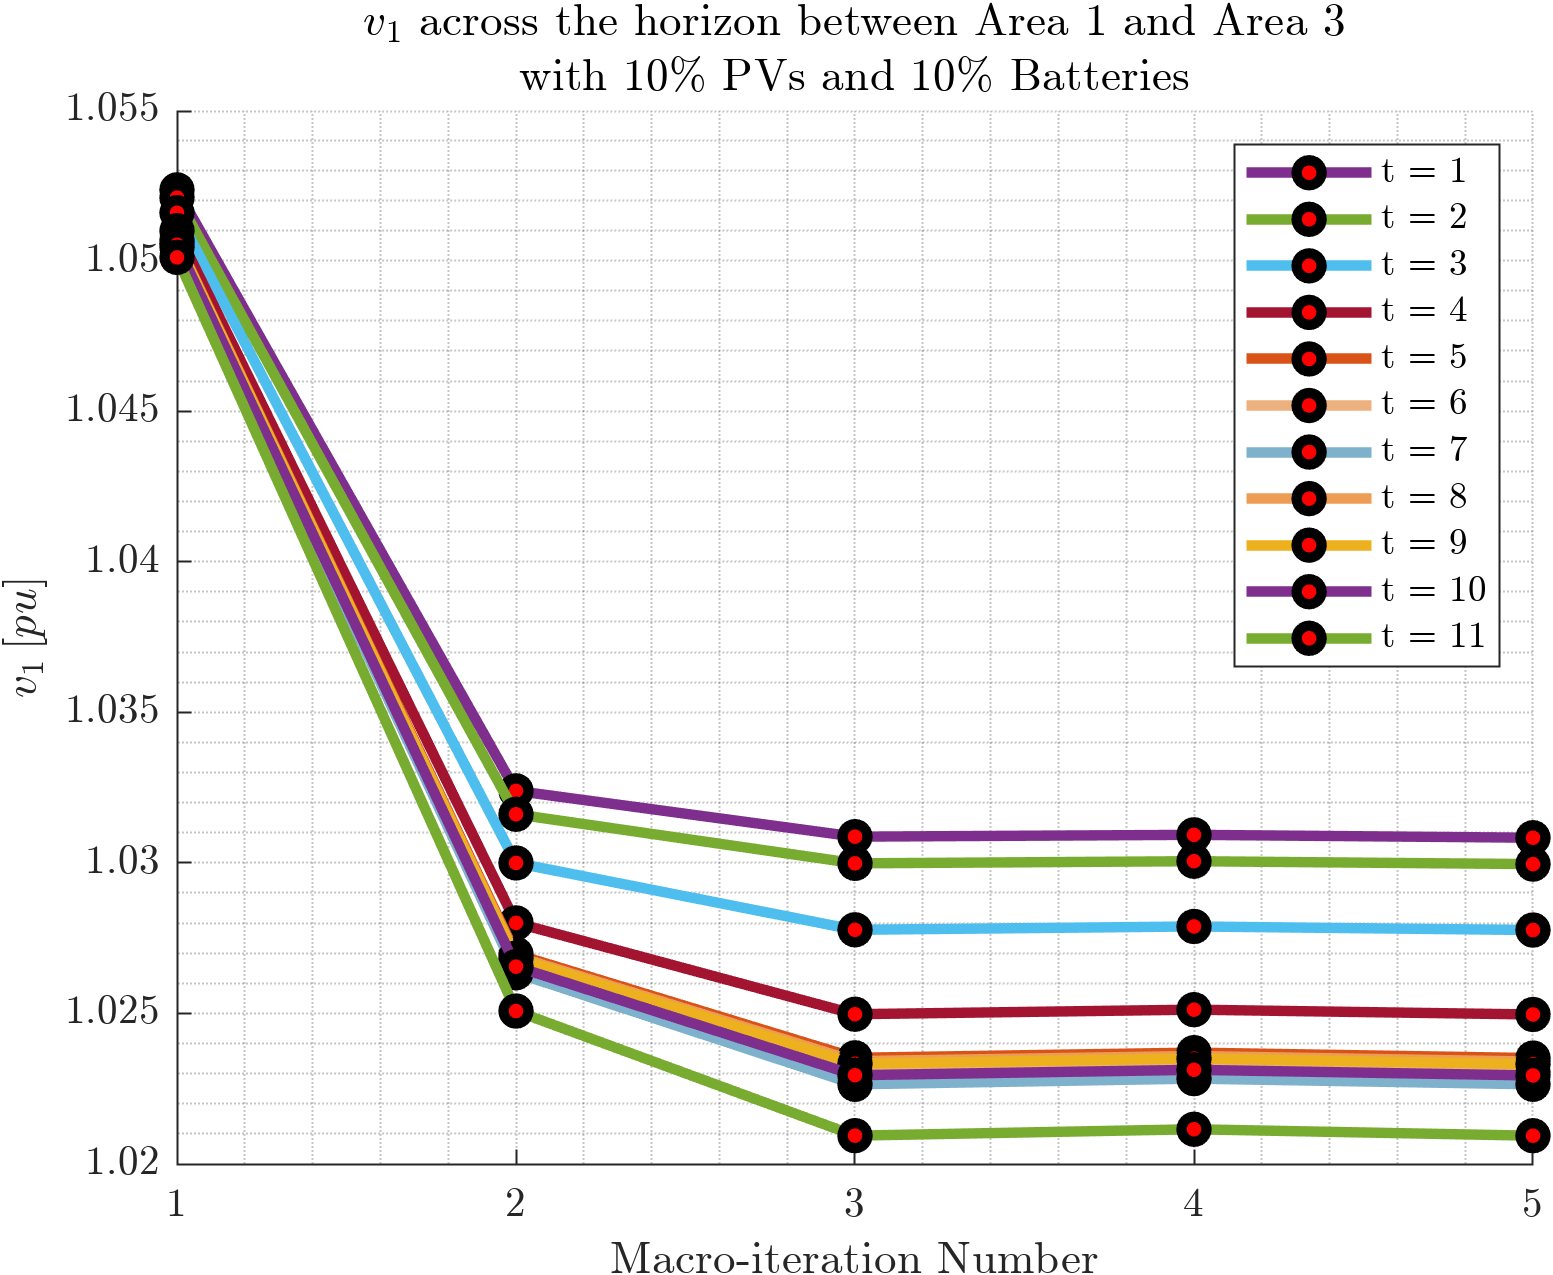 v₁ across the horizon between Area 1 and Area 3
with 10% PVs and 10% Batteries
1.055
1.05
1.045
1.04
1.035
1.03
1.025
1.02
v₁ [pu]
1 2 3 4 5
Macro-iteration Number
t = 1
t = 2
t = 3
t = 4
t = 5
t = 6
t = 7
t = 8
t = 9
t = 10
t = 11